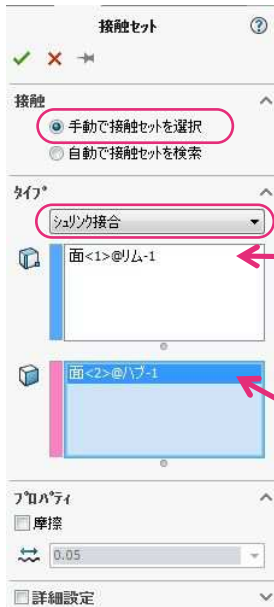 接触セット
接触
手動で接触セットを選択
自動で接触セットを検索
ﾀｲﾌﾟ
ｼｭﾘﾝｸ接合
面<1>@リム-1
面<2>@ハブ-1
ﾌﾟﾛﾊﾟﾃｨ
摩擦
0.05
詳細設定